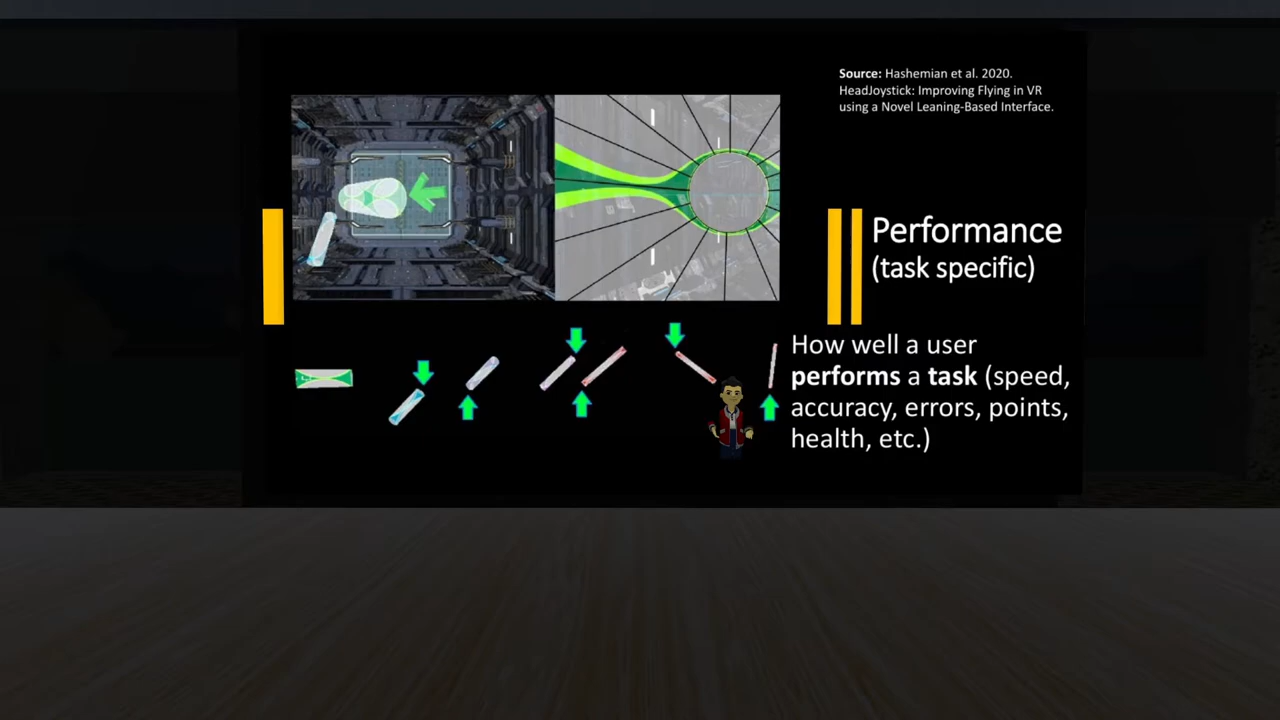 Source: Hashemian et al. 2020.
HeadJoystick: Improving Flying in VR
using a Novel Leaning-Based Interface.
Performance
(task specific)
How well a user
performs a task (speed,
accuracy, errors, points,
health, etc.)